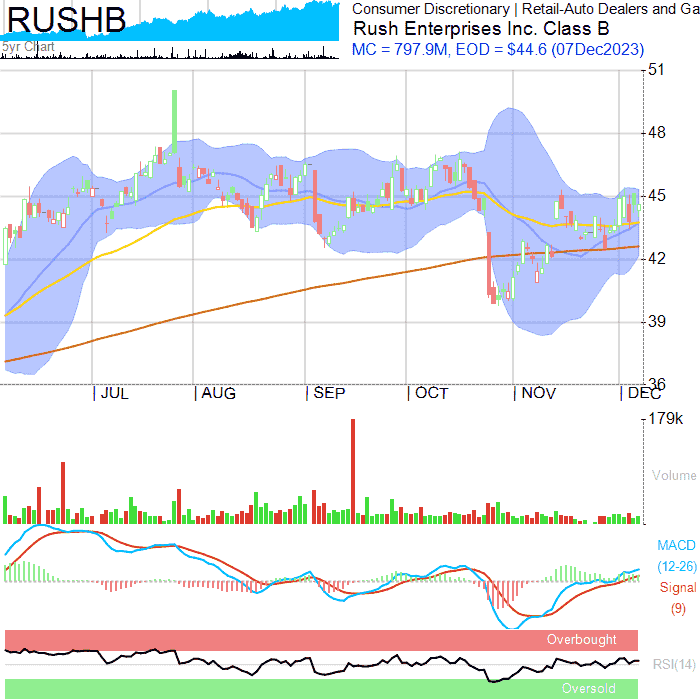 RUSHB
Consumer Discretionary | Retail-Auto Dealers and Ga
Rush Enterprises Inc. Class B
5yr Chart
MC = 797.9M, EOD = $44.6 (07Dec2023)
51
48
45
42
39
36
JUL
AUG
SEP
OCT
NOV
DEC
179k
Volume
MACD
(12-26)
Signal
(9)
Overbought
RSI(14)
Oversold